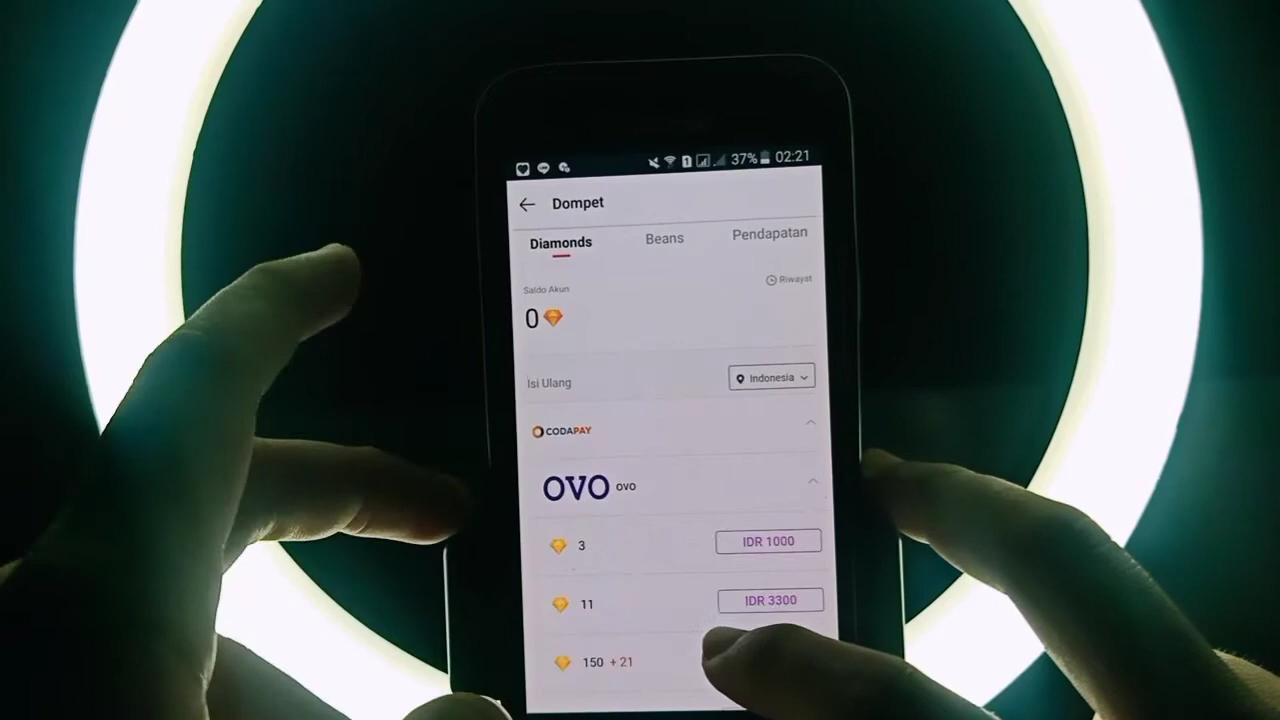 37% 02:21
Dompet
Diamonds Beans Pendapatan
Saldo Akun Riwayat
0
Isi Ulang Indonesia
CODAPAY
OVO OVO
3 IDR 1000
11 IDR 3300
150 + 21